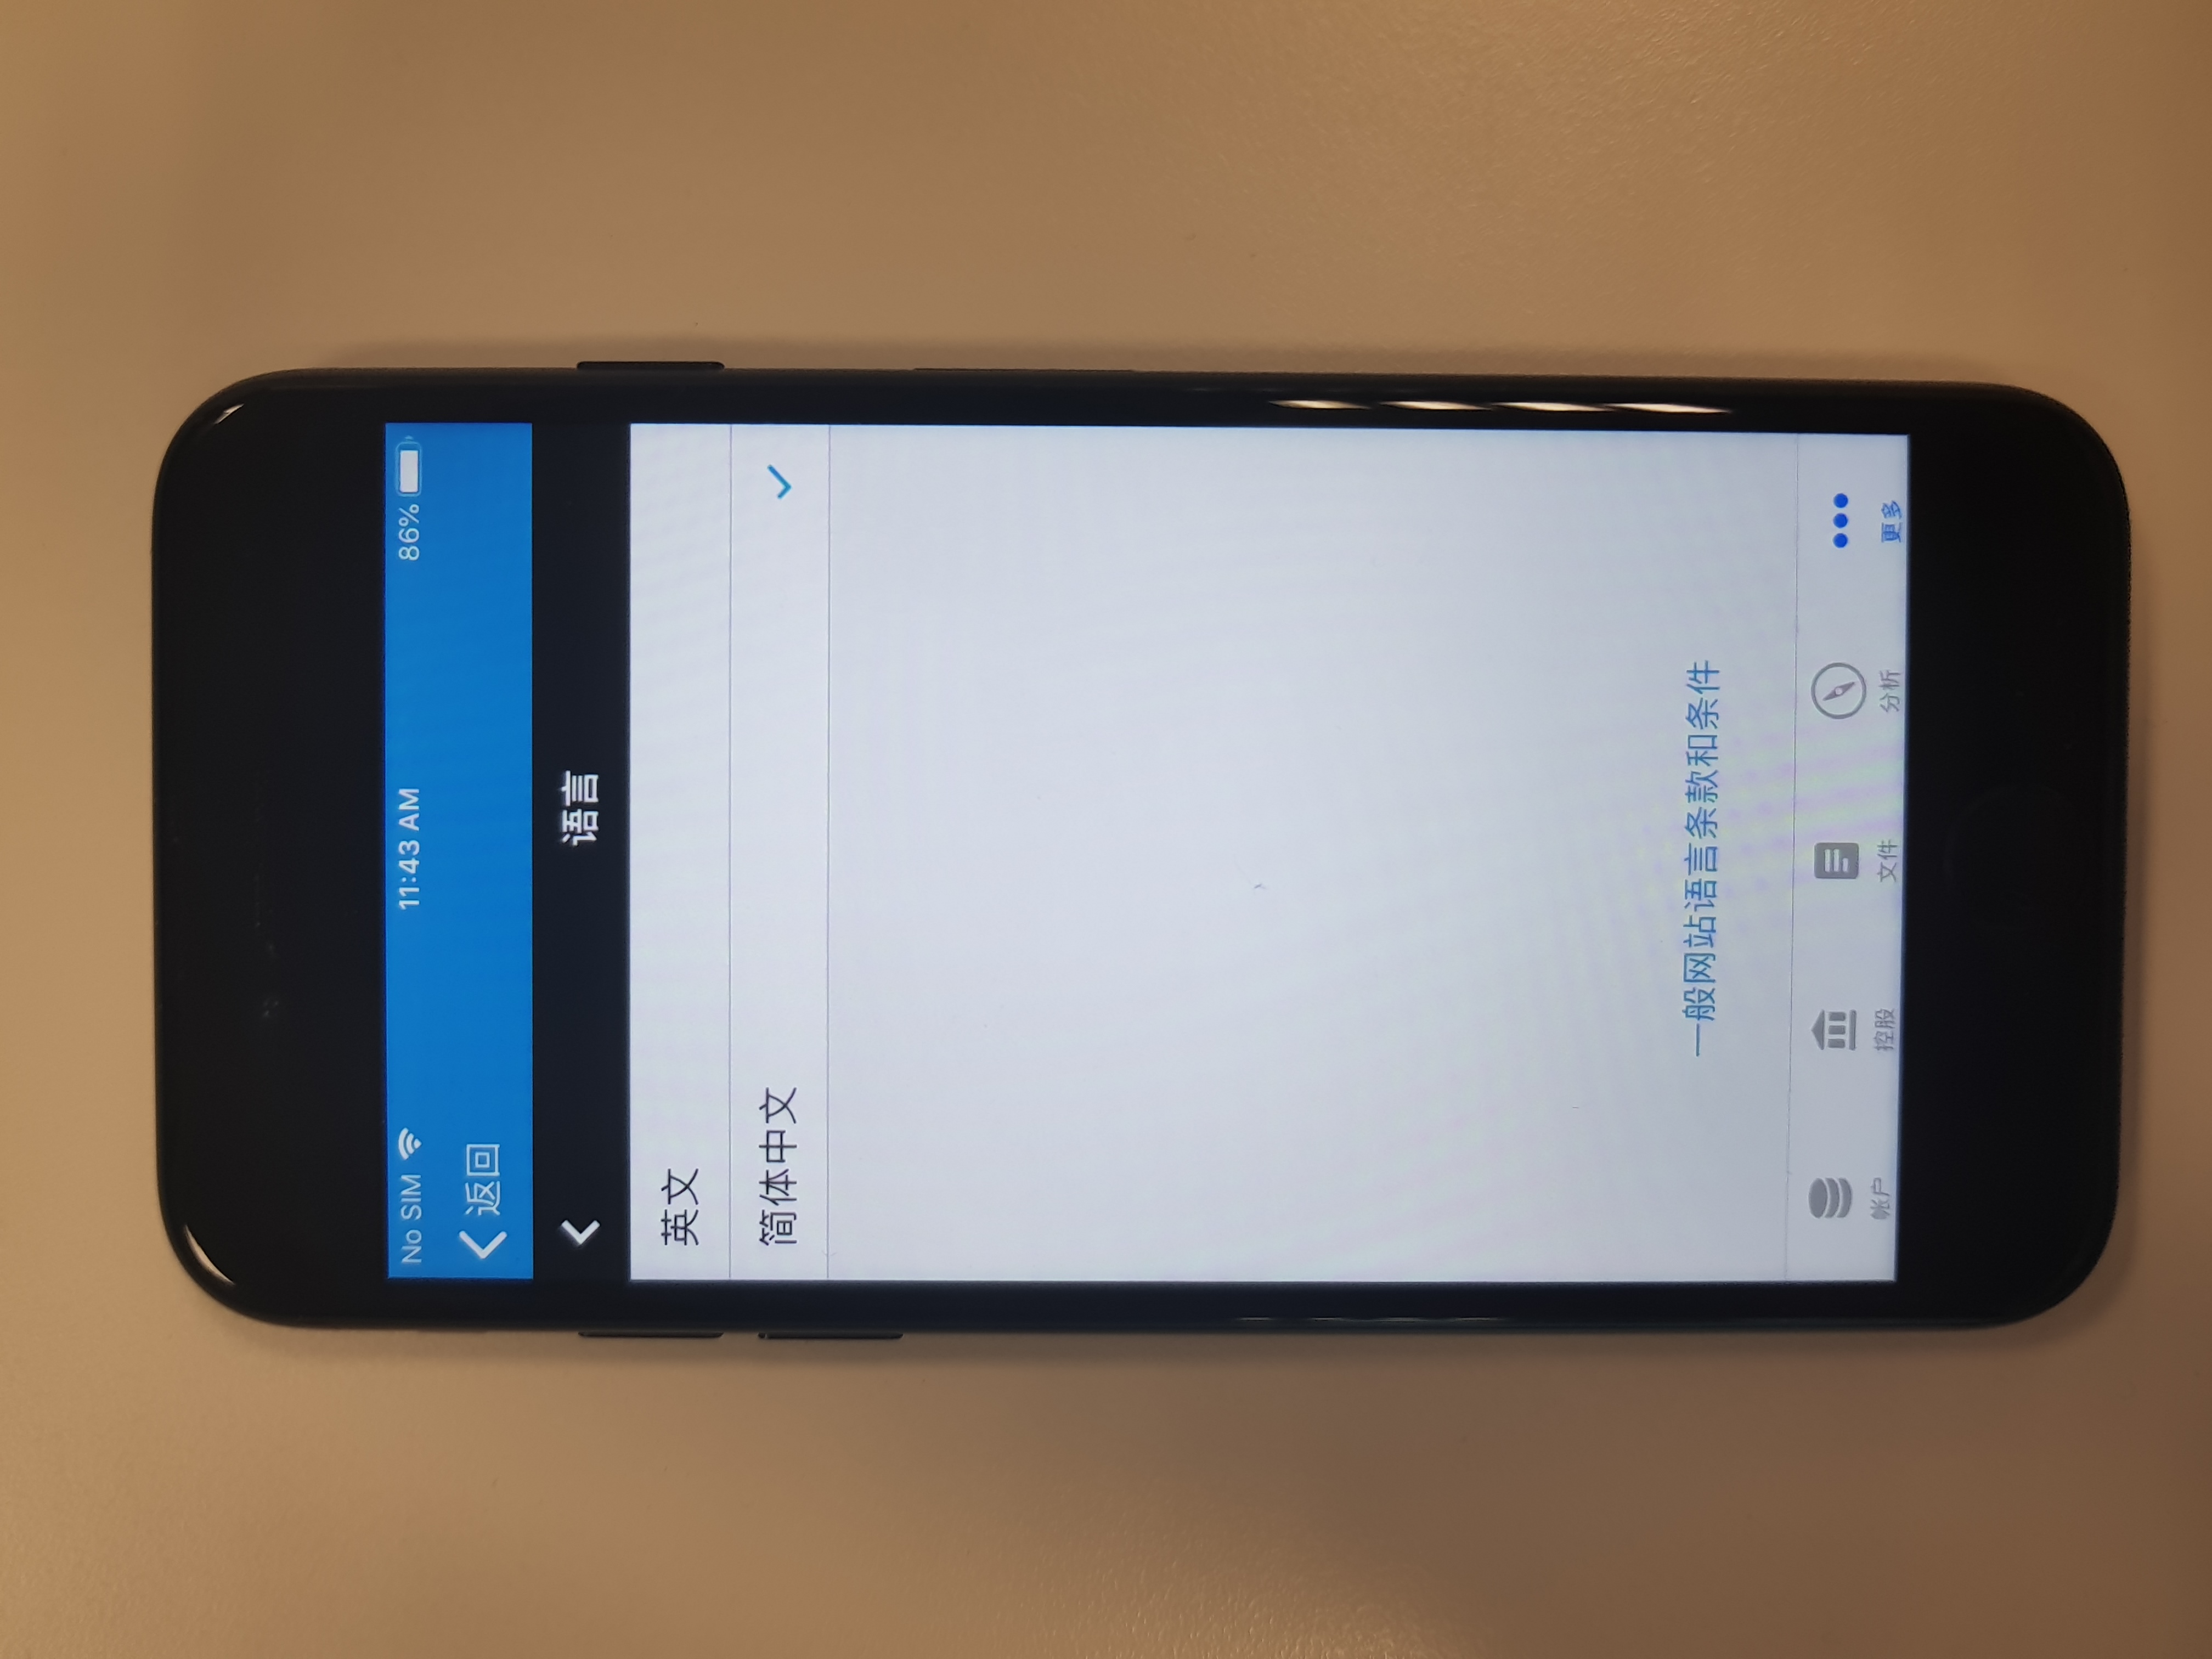 No SIM 11:43 AM 86%
返回
语言
英文
简体中文
一般网站语言条款和条件
帐户 控股 文件 分析 更多